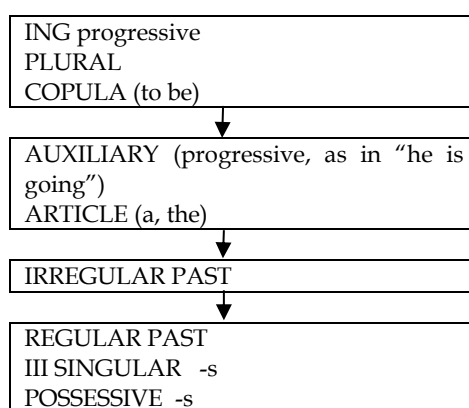 ING progressive
PLURAL
COPULA (to be)
AUXILIARY (progressive, as in “he is
going”)
ARTICLE (a, the)
IRREGULAR PAST
REGULAR PAST
III SINGULAR -s
POSSESSIVE -s